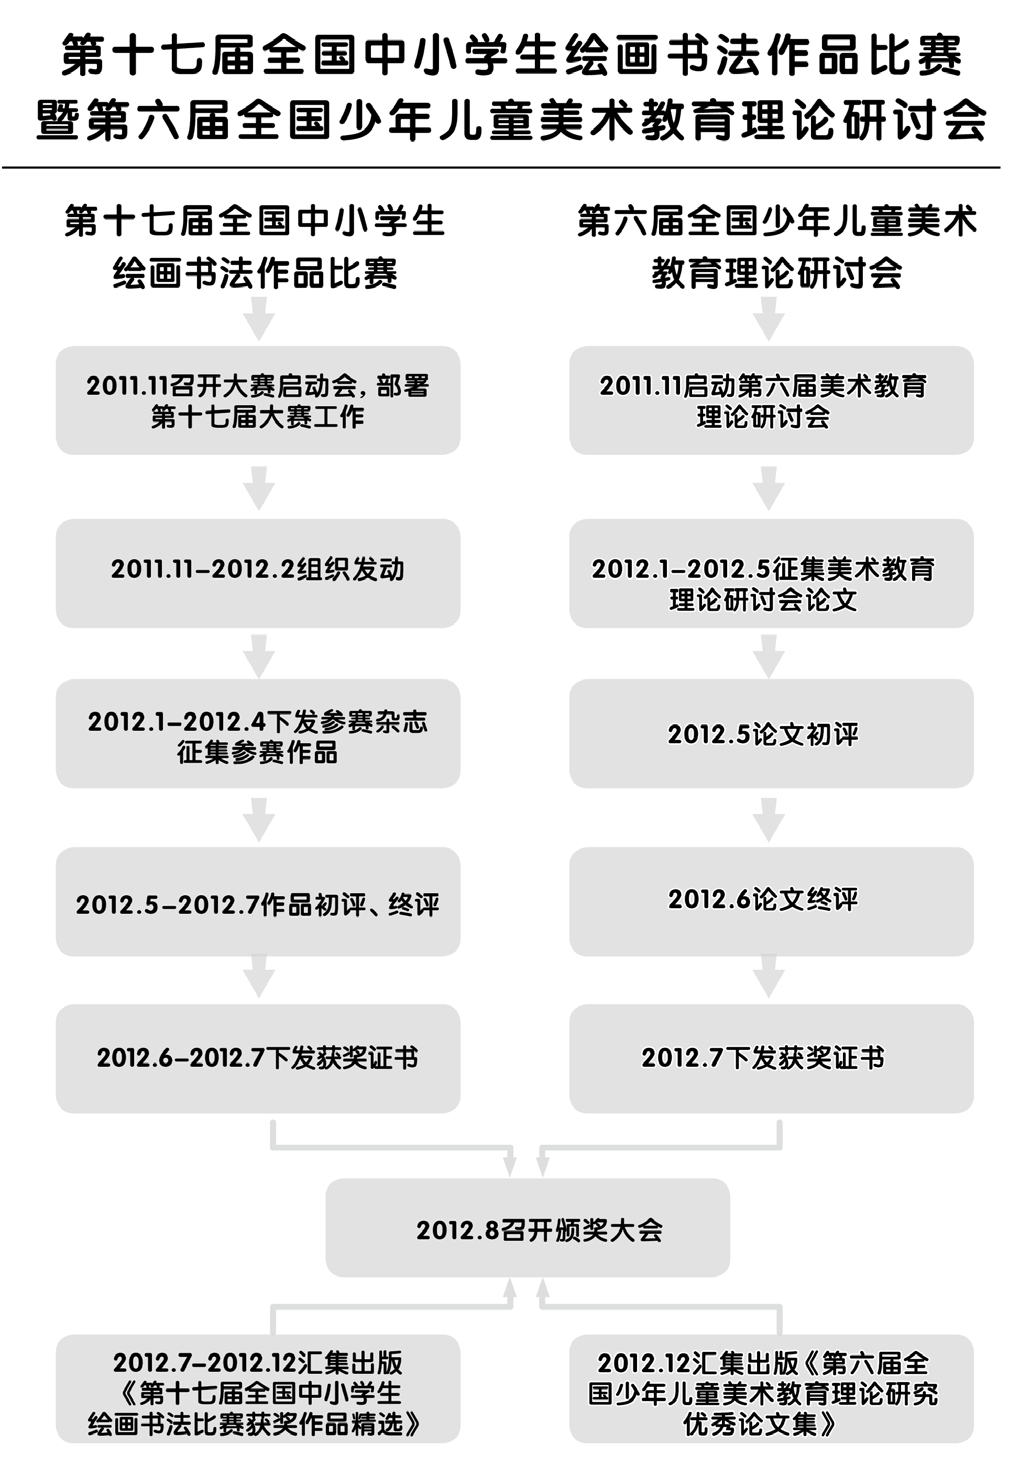 第十七届全国中小学生绘画书法作品比赛
暨第六届全国少年儿童美术教育理论研讨会
第十七届全国中小学生
绘画书法作品比赛
2011.11召开大赛启动会，部署
第十七届大赛工作
2011.11-2012.2组织发动
2012.1-2012.4下发参赛杂志
征集参赛作品
2012.5-2012.7作品初评、终评
2012.6-2012.7下发获奖证书
第六届全国少年儿童美术
教育理论研讨会
2011.11启动第六届美术教育
理论研讨会
2012.1-2012.5征集美术教育
理论研讨会论文
2012.5论文初评
2012.6论文终评
2012.7下发获奖证书
2012.8召开颁奖大会
2012.7-2012.12汇集出版
《第十七届全国中小学生
绘画书法比赛获奖作品精选》
2012.12汇集出版《第六届全
国少年儿童美术教育理论研究
优秀论文集》